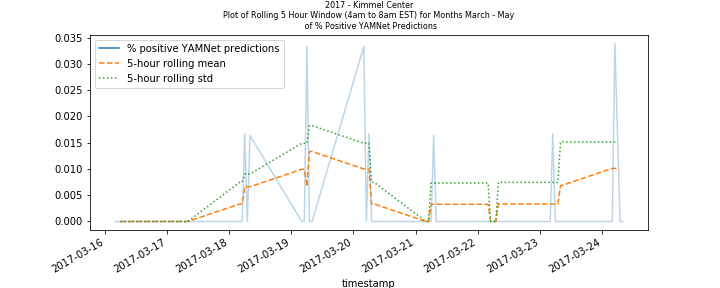 2017 - Kimmel Center
Plot of Rolling 5 Hour Window (4am to 8am EST) for Months March - May
of % Positive YAMNet Predictions
0.035
0.030
0.025
0.020
0.015
0.010
0.005
0.000
% positive YAMNet predictions
5-hour rolling mean
5-hour rolling std
2017-03-16
2017-03-17
2017-03-18
2017-03-19
2017-03-20
2017-03-21
2017-03-22
2017-03-23
2017-03-24
timestamp